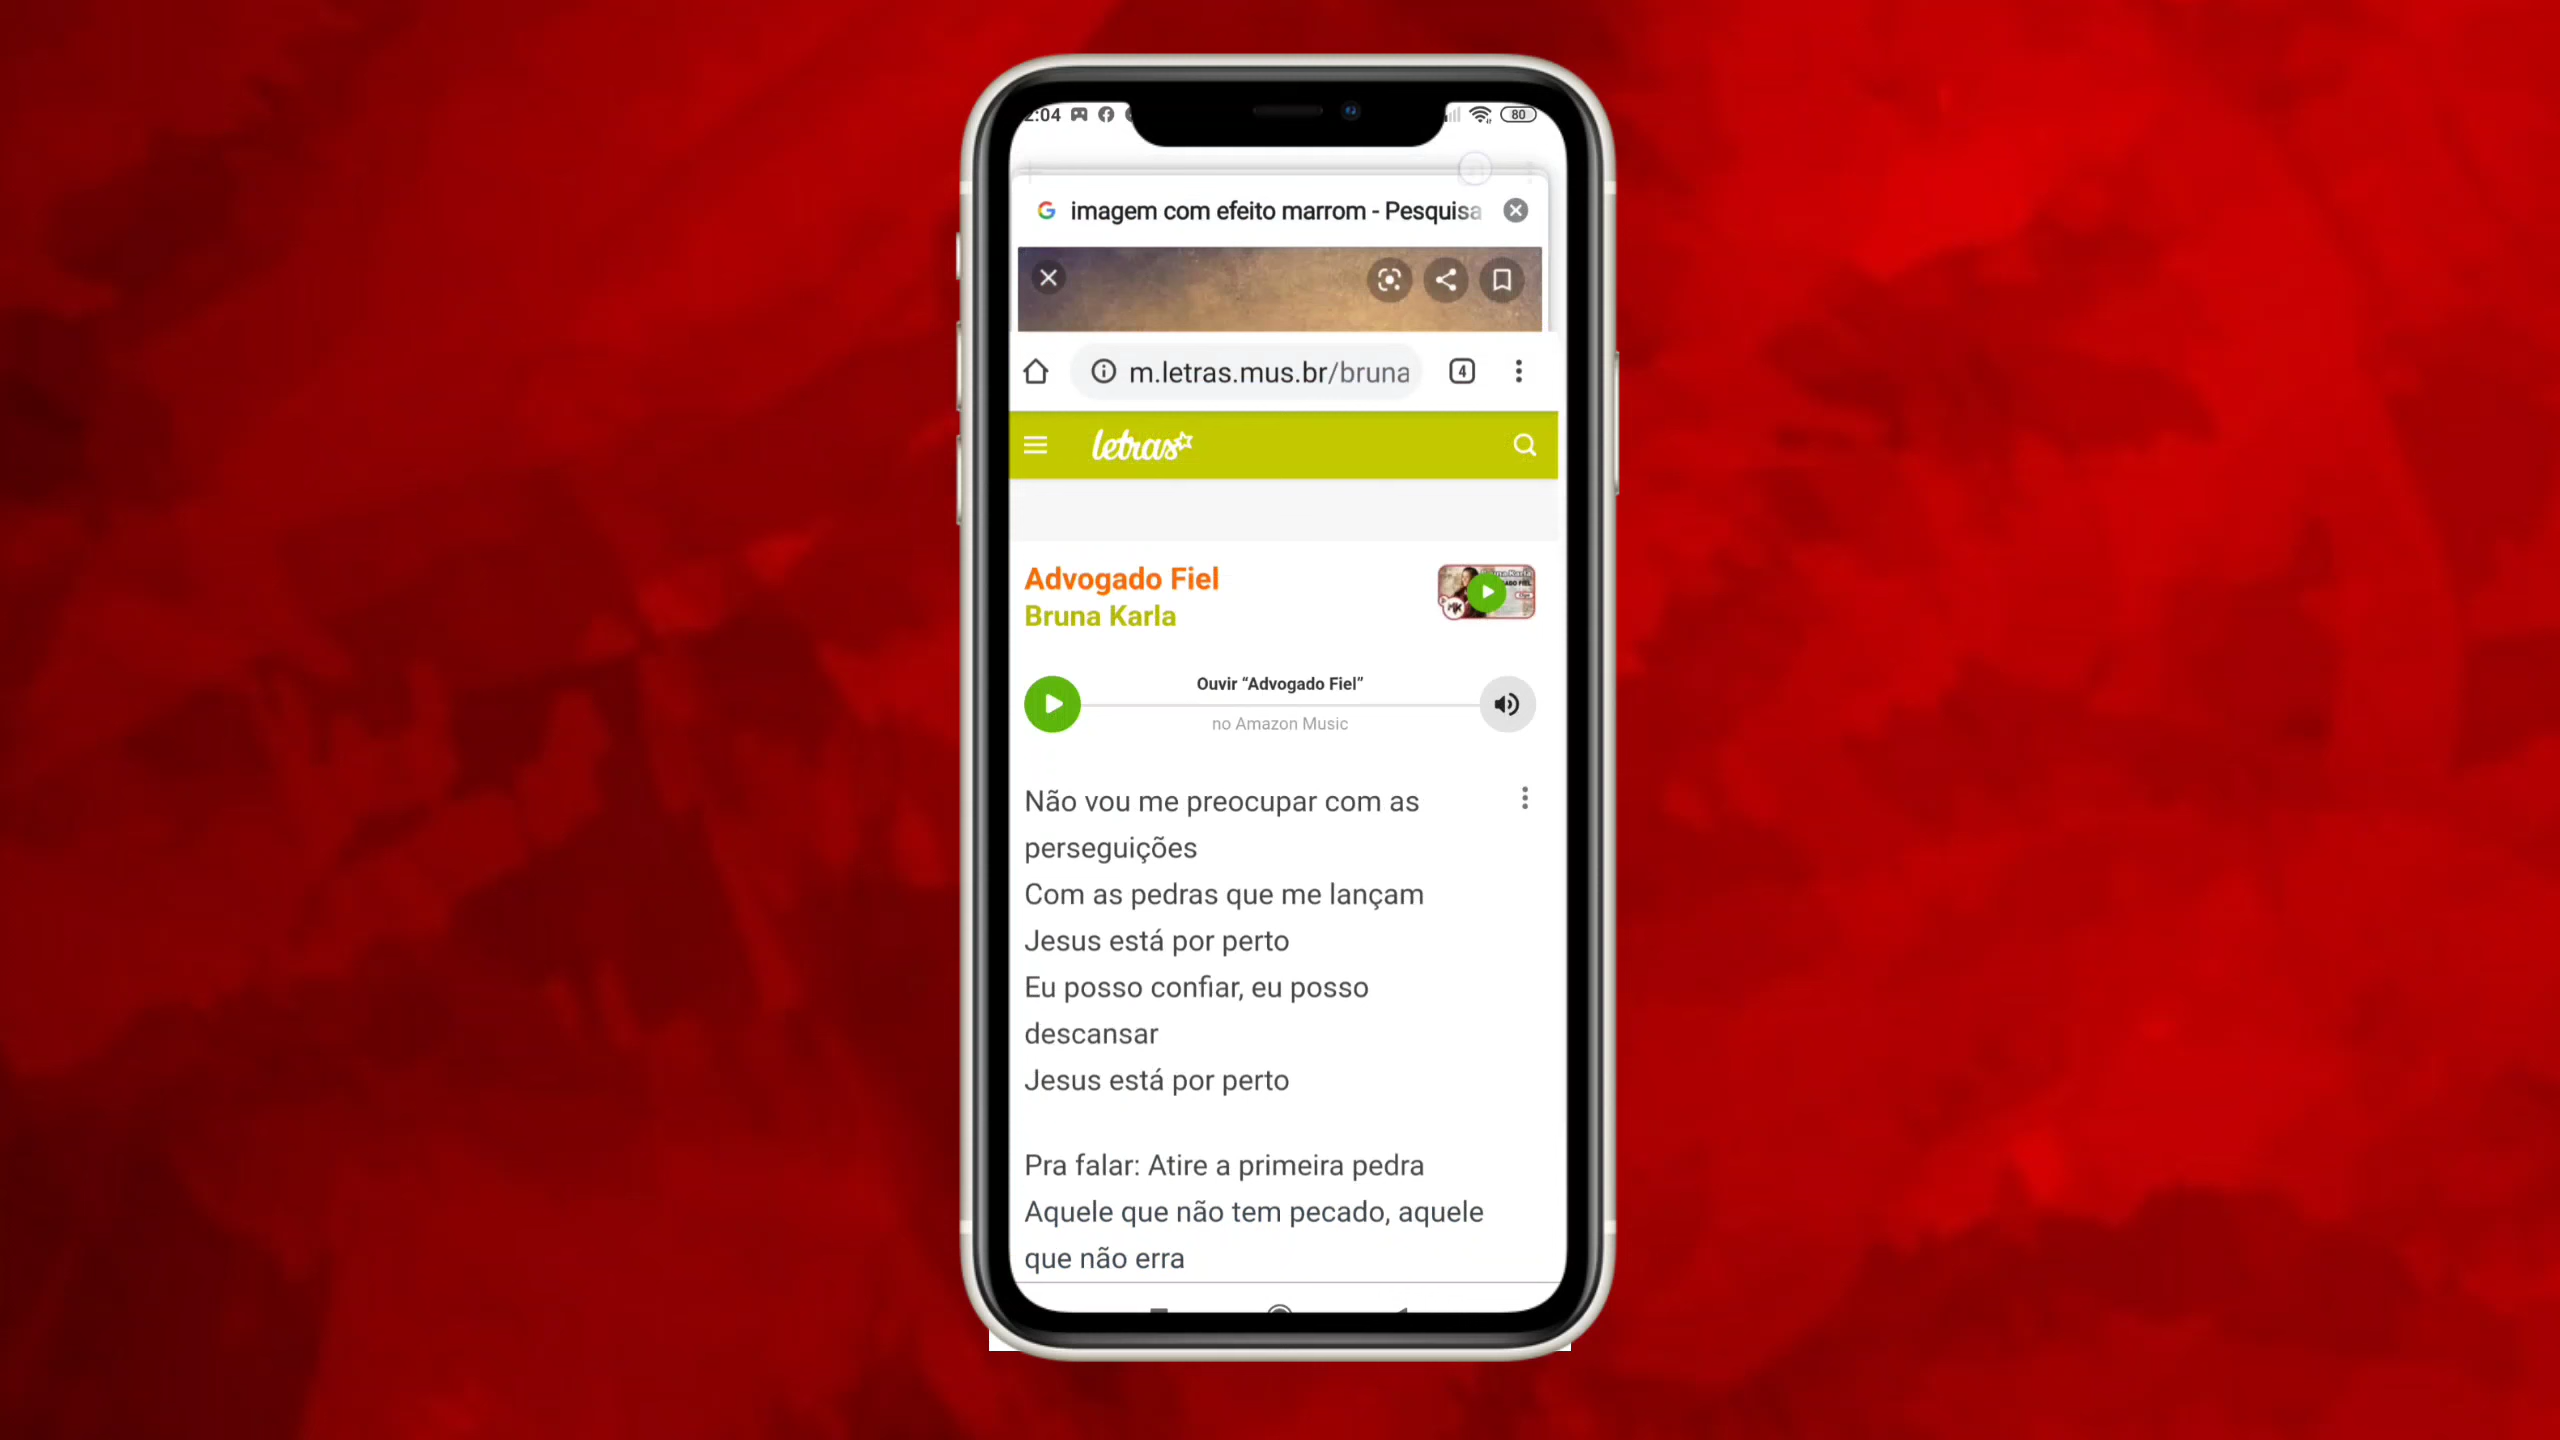 2:04
80
imagem com efeito marrom - Pesquisa
m.letras.mus.br/bruna
4
letras
Advogado Fiel
Bruna Karla
Ouvir “Advogado Fiel”
no Amazon Music
Não vou me preocupar com as
perseguições
Com as pedras que me lançam
Jesus está por perto
Eu posso confiar, eu posso
descansar
Jesus está por perto
Pra falar: Atire a primeira pedra
Aquele que não tem pecado, aquele
que não erra